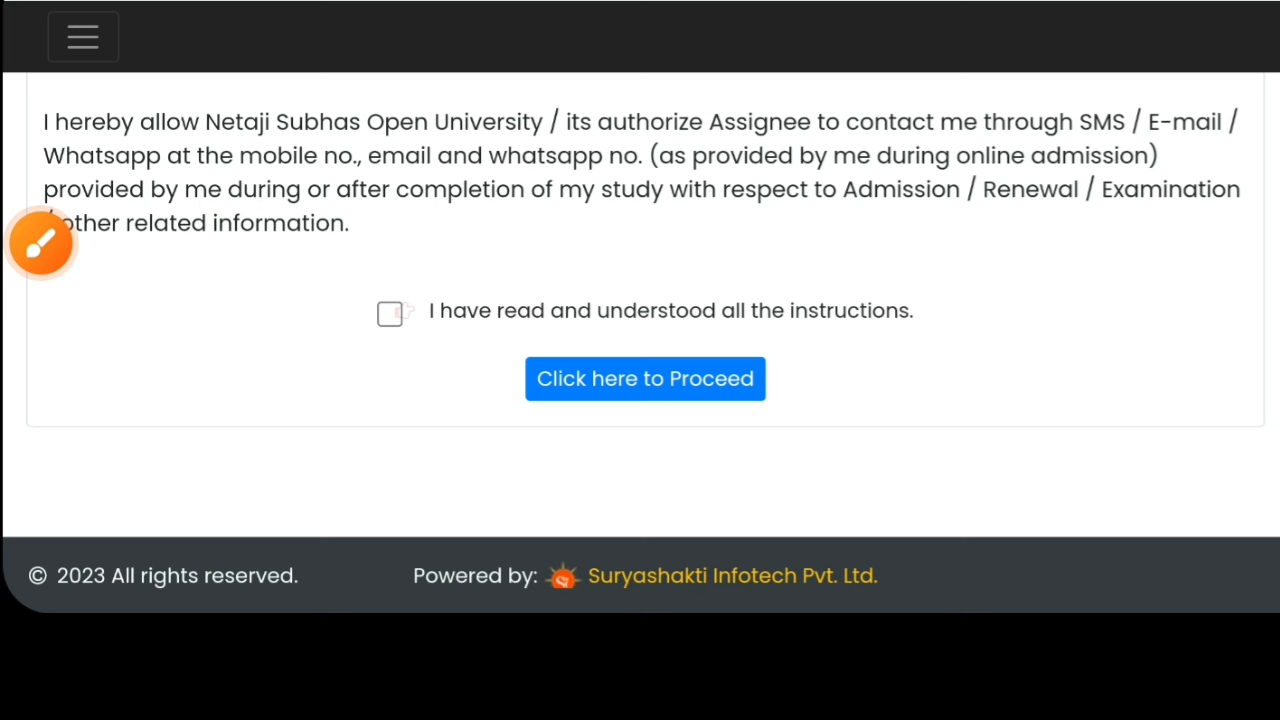 I hereby allow Netaji Subhas Open University / its authorize Assignee to contact me through SMS / E-mail /
Whatsapp at the mobile no., email and whatsapp no. (as provided by me during online admission)
provided by me during or after completion of my study with respect to Admission / Renewal / Examination
/ other related information.
I have read and understood all the instructions.
Click here to Proceed
© 2023 All rights reserved.
Powered by: Suryashakti Infotech Pvt. Ltd.